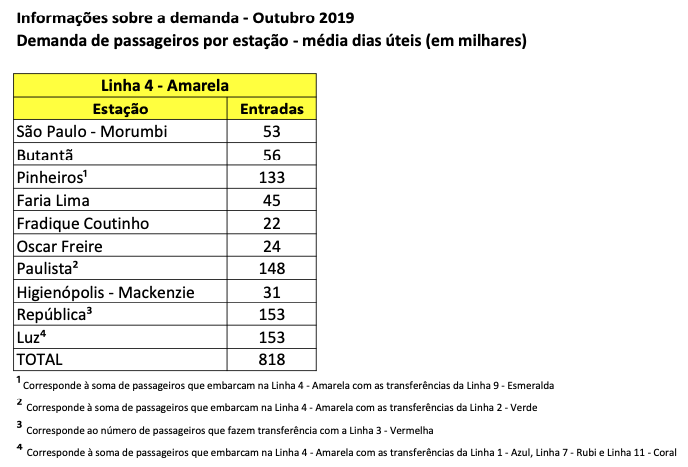 Informações sobre a demanda - Outubro 2019
Demanda de passageiros por estação - média dias úteis (em milhares)
Linha 4 - Amarela
Estação Entradas
São Paulo - Morumbi 53
Butantã 56
Pinheiros¹ 133
Faria Lima 45
Fradique Coutinho 22
Oscar Freire 24
Paulista² 148
Higienópolis - Mackenzie 31
República³ 153
Luz⁴ 153
TOTAL 818
¹ Corresponde à soma de passageiros que embarcam na Linha 4 - Amarela com as transferências da Linha 9 - Esmeralda
² Corresponde à soma de passageiros que embarcam na Linha 4 - Amarela com as transferências da Linha 2 - Verde
³ Corresponde ao número de passageiros que fazem transferência com a Linha 3 - Vermelha
⁴ Corresponde à soma de passageiros que embarcam na Linha 4 - Amarela com as transferências da Linha 1 - Azul, Linha 7 - Rubi e Linha 11 - Coral